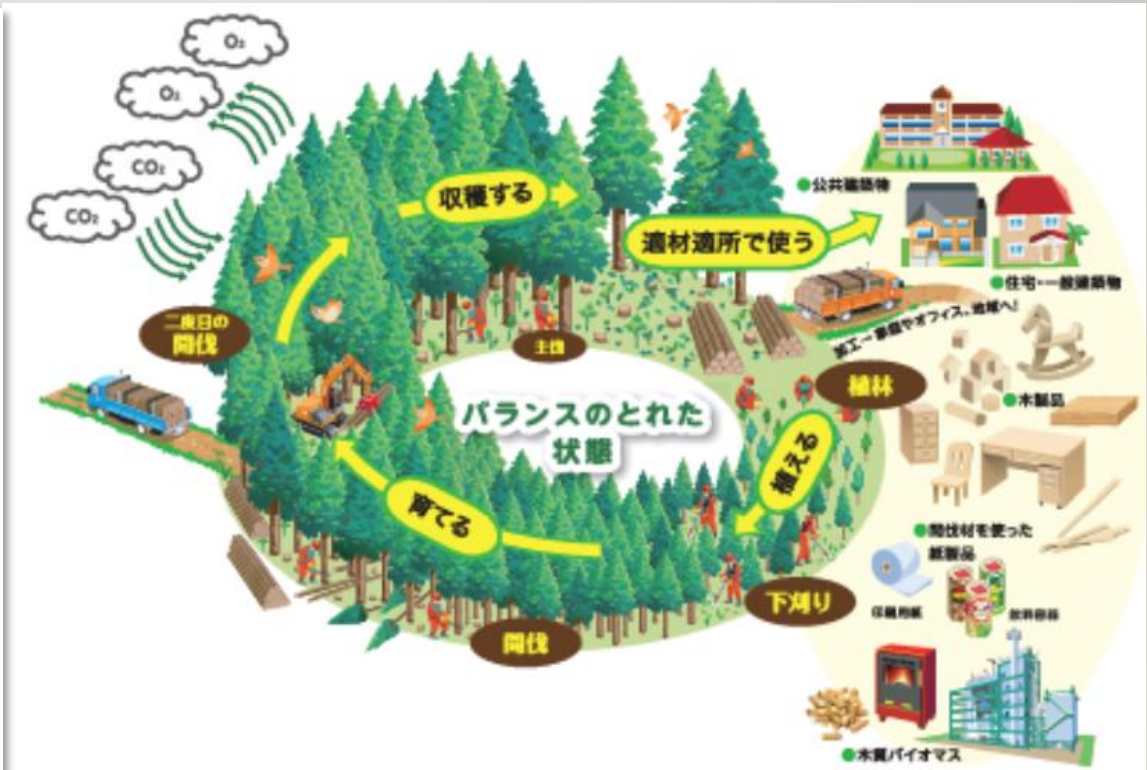 O₂
O₂
CO₂
CO₂
収穫する
適材適所で使う
公共建築物
住宅・一般建築物
二度目の
間伐
主伐
加工→家庭やオフィス、地域へ!
植林
木製品
バランスのとれた
状態
植える
育てる
間伐材を使った
紙製品
下刈り
印刷用紙
飲料容器
間伐
木質バイオマス